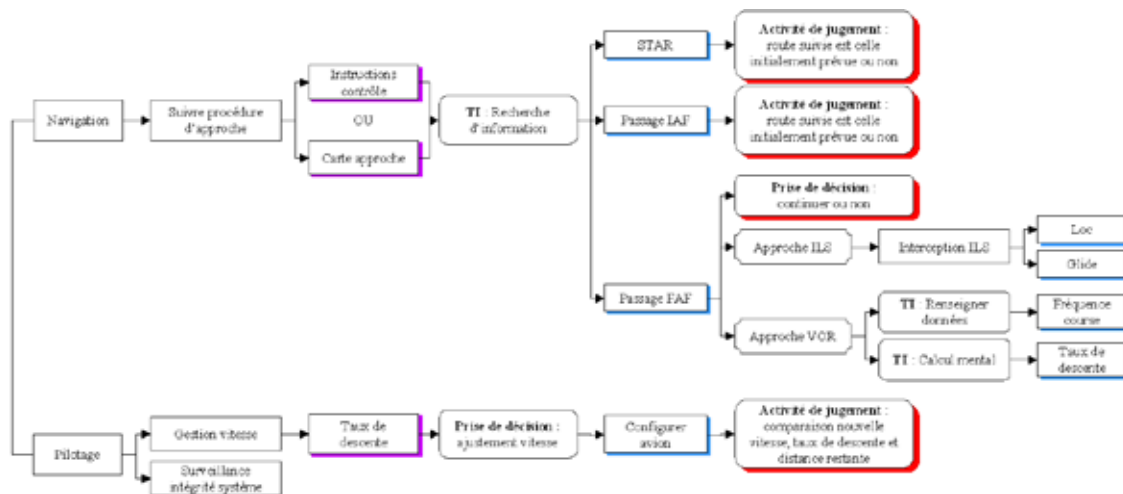 Activité de jugement :
route suivie est celle
initialement prévue ou non
STAR
Instructions
contrôle
Navigation
Suivre procédure
d'approche
OU
TI : Recherche
d'information
Passage IAF
Activité de jugement :
route suivie est celle
initialement prévue ou non
Carte approche
Prise de décision :
continuer ou non
Approche ILS
Interception ILS
Loc
Glide
Passage FAF
TI : Renseigner
données
Fréquence
course
Approche VOR
TI : Calcul mental
Taux de
descente
Pilotage
Gestion vitesse
Taux de
descente
Prise de décision :
ajustement vitesse
Configurer
avion
Activité de jugement :
comparaison nouvelle
vitesse, taux de descente et
distance restante
Surveillance
intégrité système